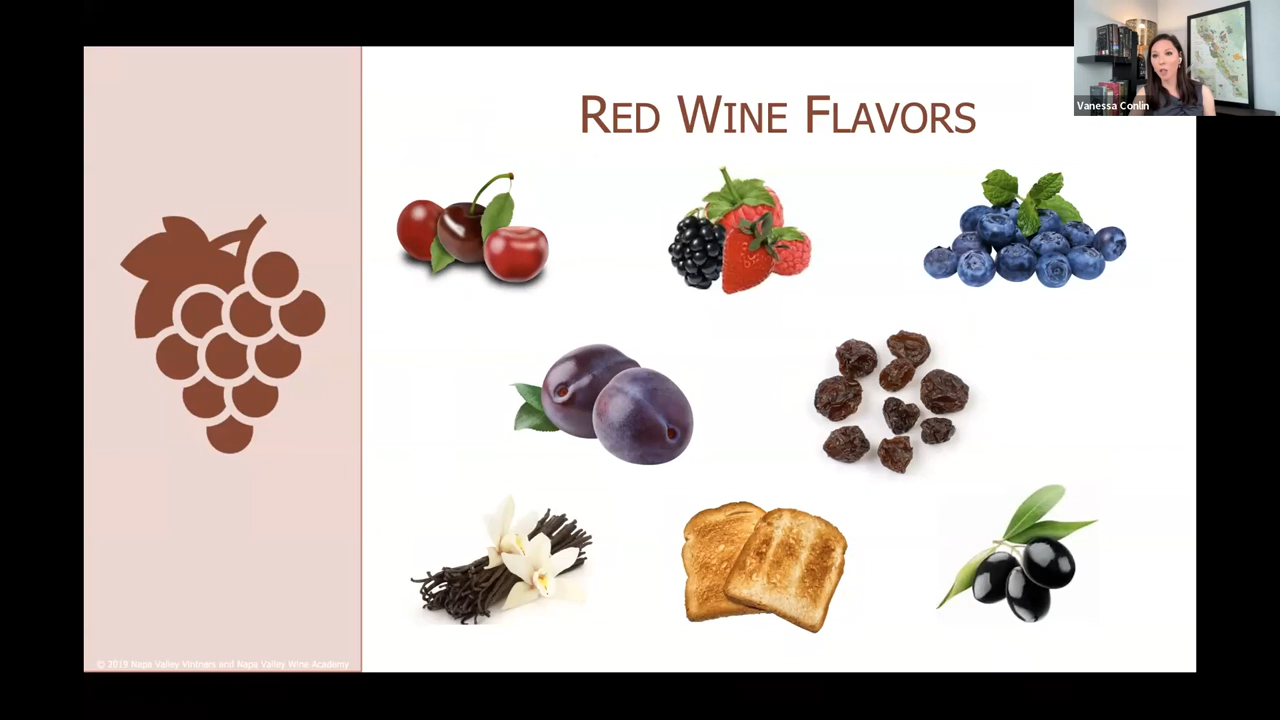 RED WINE FLAVORS
Vanessa Conlin
© 2019 Napa Valley Vintners and Napa Valley Wine Academy